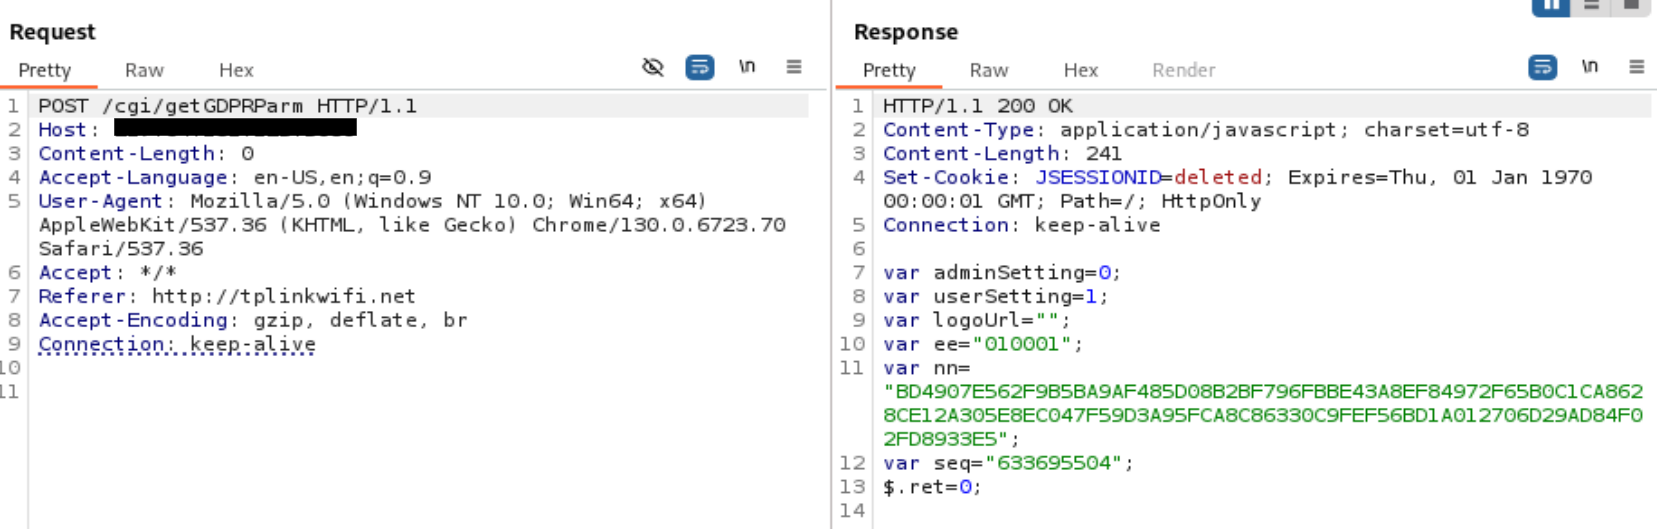 Request
Pretty Raw Hex \n
1 POST /cgi/getGDPRParm HTTP/1.1
2 Host:
3 Content-Length: 0
4 Accept-Language: en-US,en;q=0.9
5 User-Agent: Mozilla/5.0 (Windows NT 10.0; Win64; x64)
AppleWebKit/537.36 (KHTML, like Gecko) Chrome/130.0.6723.70
Safari/537.36
6 Accept: */*
7 Referer: http://tplinkwifi.net
8 Accept-Encoding: gzip, deflate, br
9 Connection: keep-alive
10
11
Response
Pretty Raw Hex Render \n
1 HTTP/1.1 200 OK
2 Content-Type: application/javascript; charset=utf-8
3 Content-Length: 241
4 Set-Cookie: JSESSIONID=deleted; Expires=Thu, 01 Jan 1970
00:00:01 GMT; Path=/; HttpOnly
5 Connection: keep-alive
6
7 var adminSetting=0;
8 var userSetting=1;
9 var logoUrl="";
10 var ee="010001";
11 var nn=
"BD4907E562F9B5BA9AF485D08B2BF796FBBE43A8EF84972F65B0C1CA862
8CE12A305E8EC047F59D3A95FCA8C86330C9FEF56BD1A012706D29AD84F0
2FD8933E5";
12 var seq="633695504";
13 $.ret=0;
14